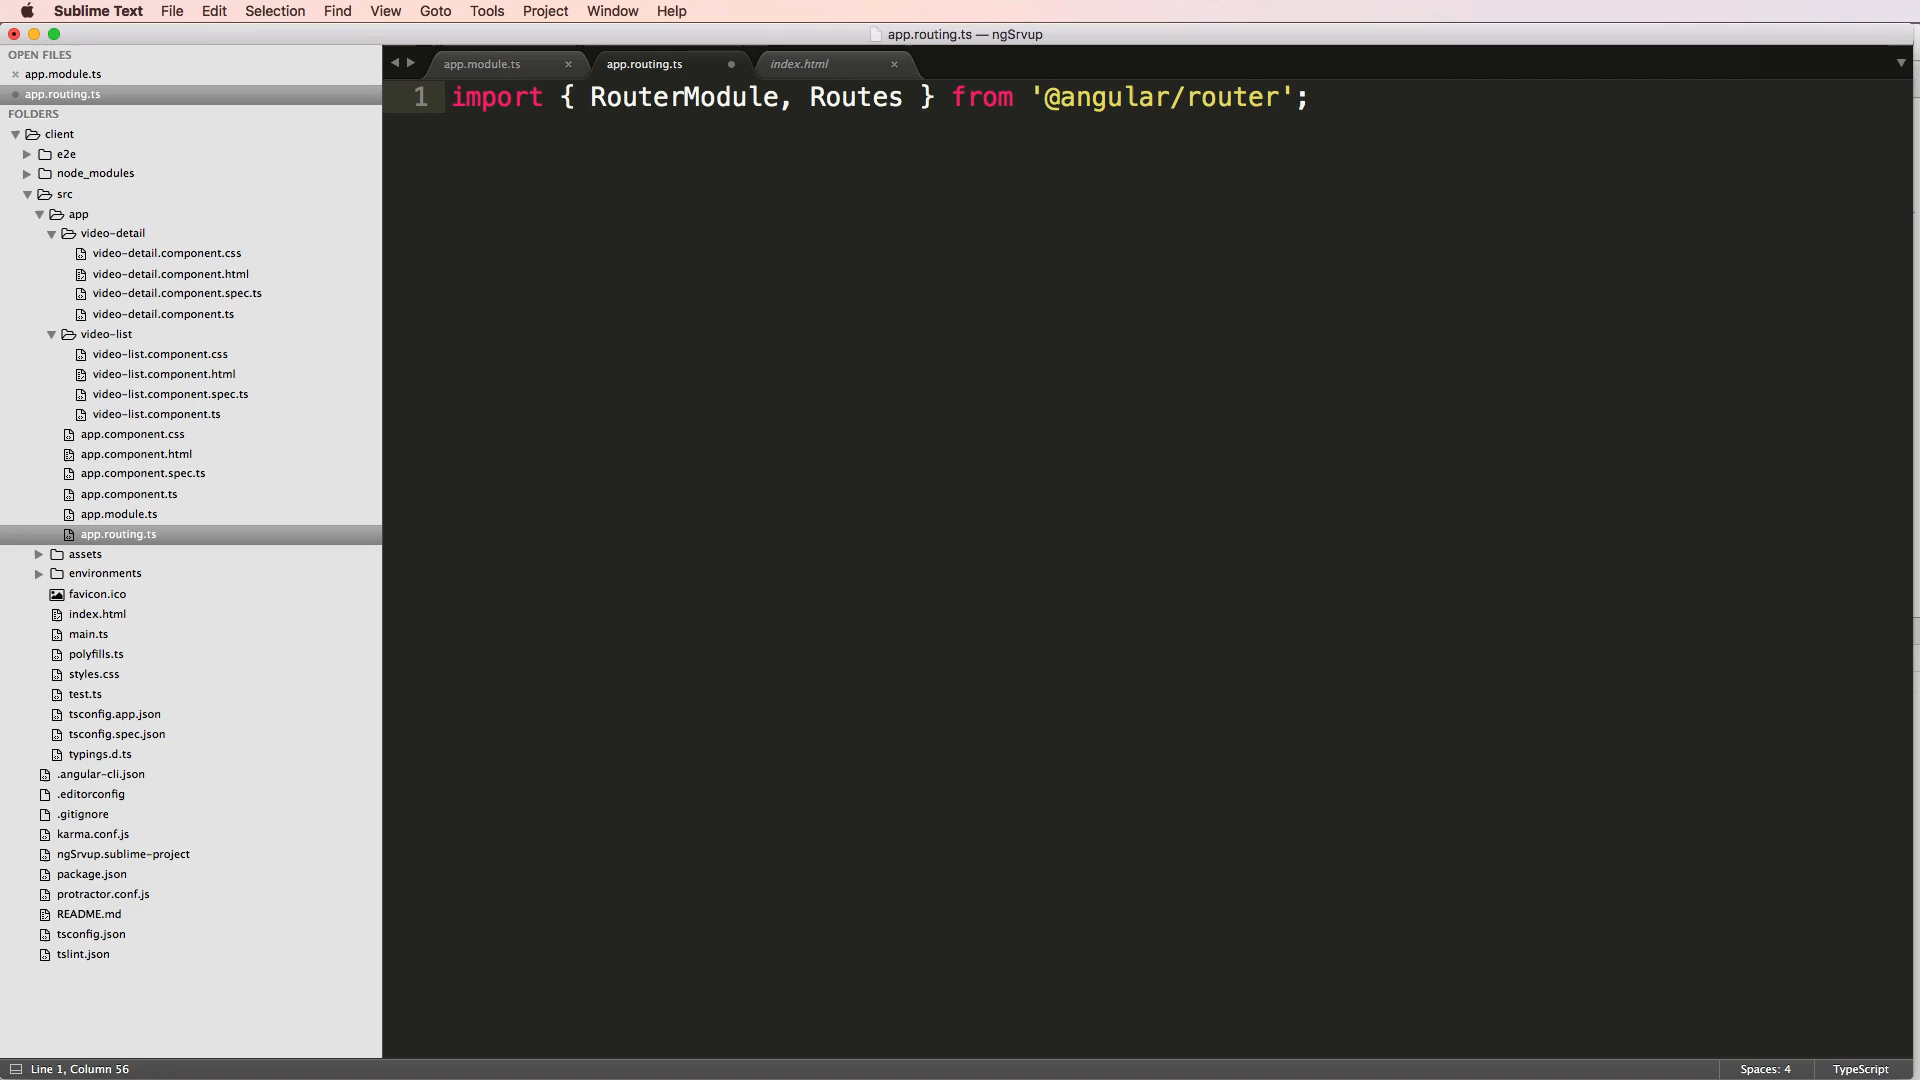 Sublime Text File Edit Selection Find View Goto Tools Project Window Help
app.routing.ts — ngSrvup
OPEN FILES
app.module.ts
app.routing.ts
FOLDERS
client
e2e
node_modules
src
app
video-detail
video-detail.component.css
video-detail.component.html
video-detail.component.spec.ts
video-detail.component.ts
video-list
video-list.component.css
video-list.component.html
video-list.component.spec.ts
video-list.component.ts
app.component.css
app.component.html
app.component.spec.ts
app.component.ts
app.module.ts
app.routing.ts
assets
environments
favicon.ico
index.html
main.ts
polyfills.ts
styles.css
test.ts
tsconfig.app.json
tsconfig.spec.json
typings.d.ts
.angular-cli.json
.editorconfig
.gitignore
karma.conf.js
ngSrvup.sublime-project
package.json
protractor.conf.js
README.md
tsconfig.json
tslint.json
app.module.ts app.routing.ts index.html
1 import { RouterModule, Routes } from '@angular/router';
Line 1, Column 56 Spaces: 4 TypeScript